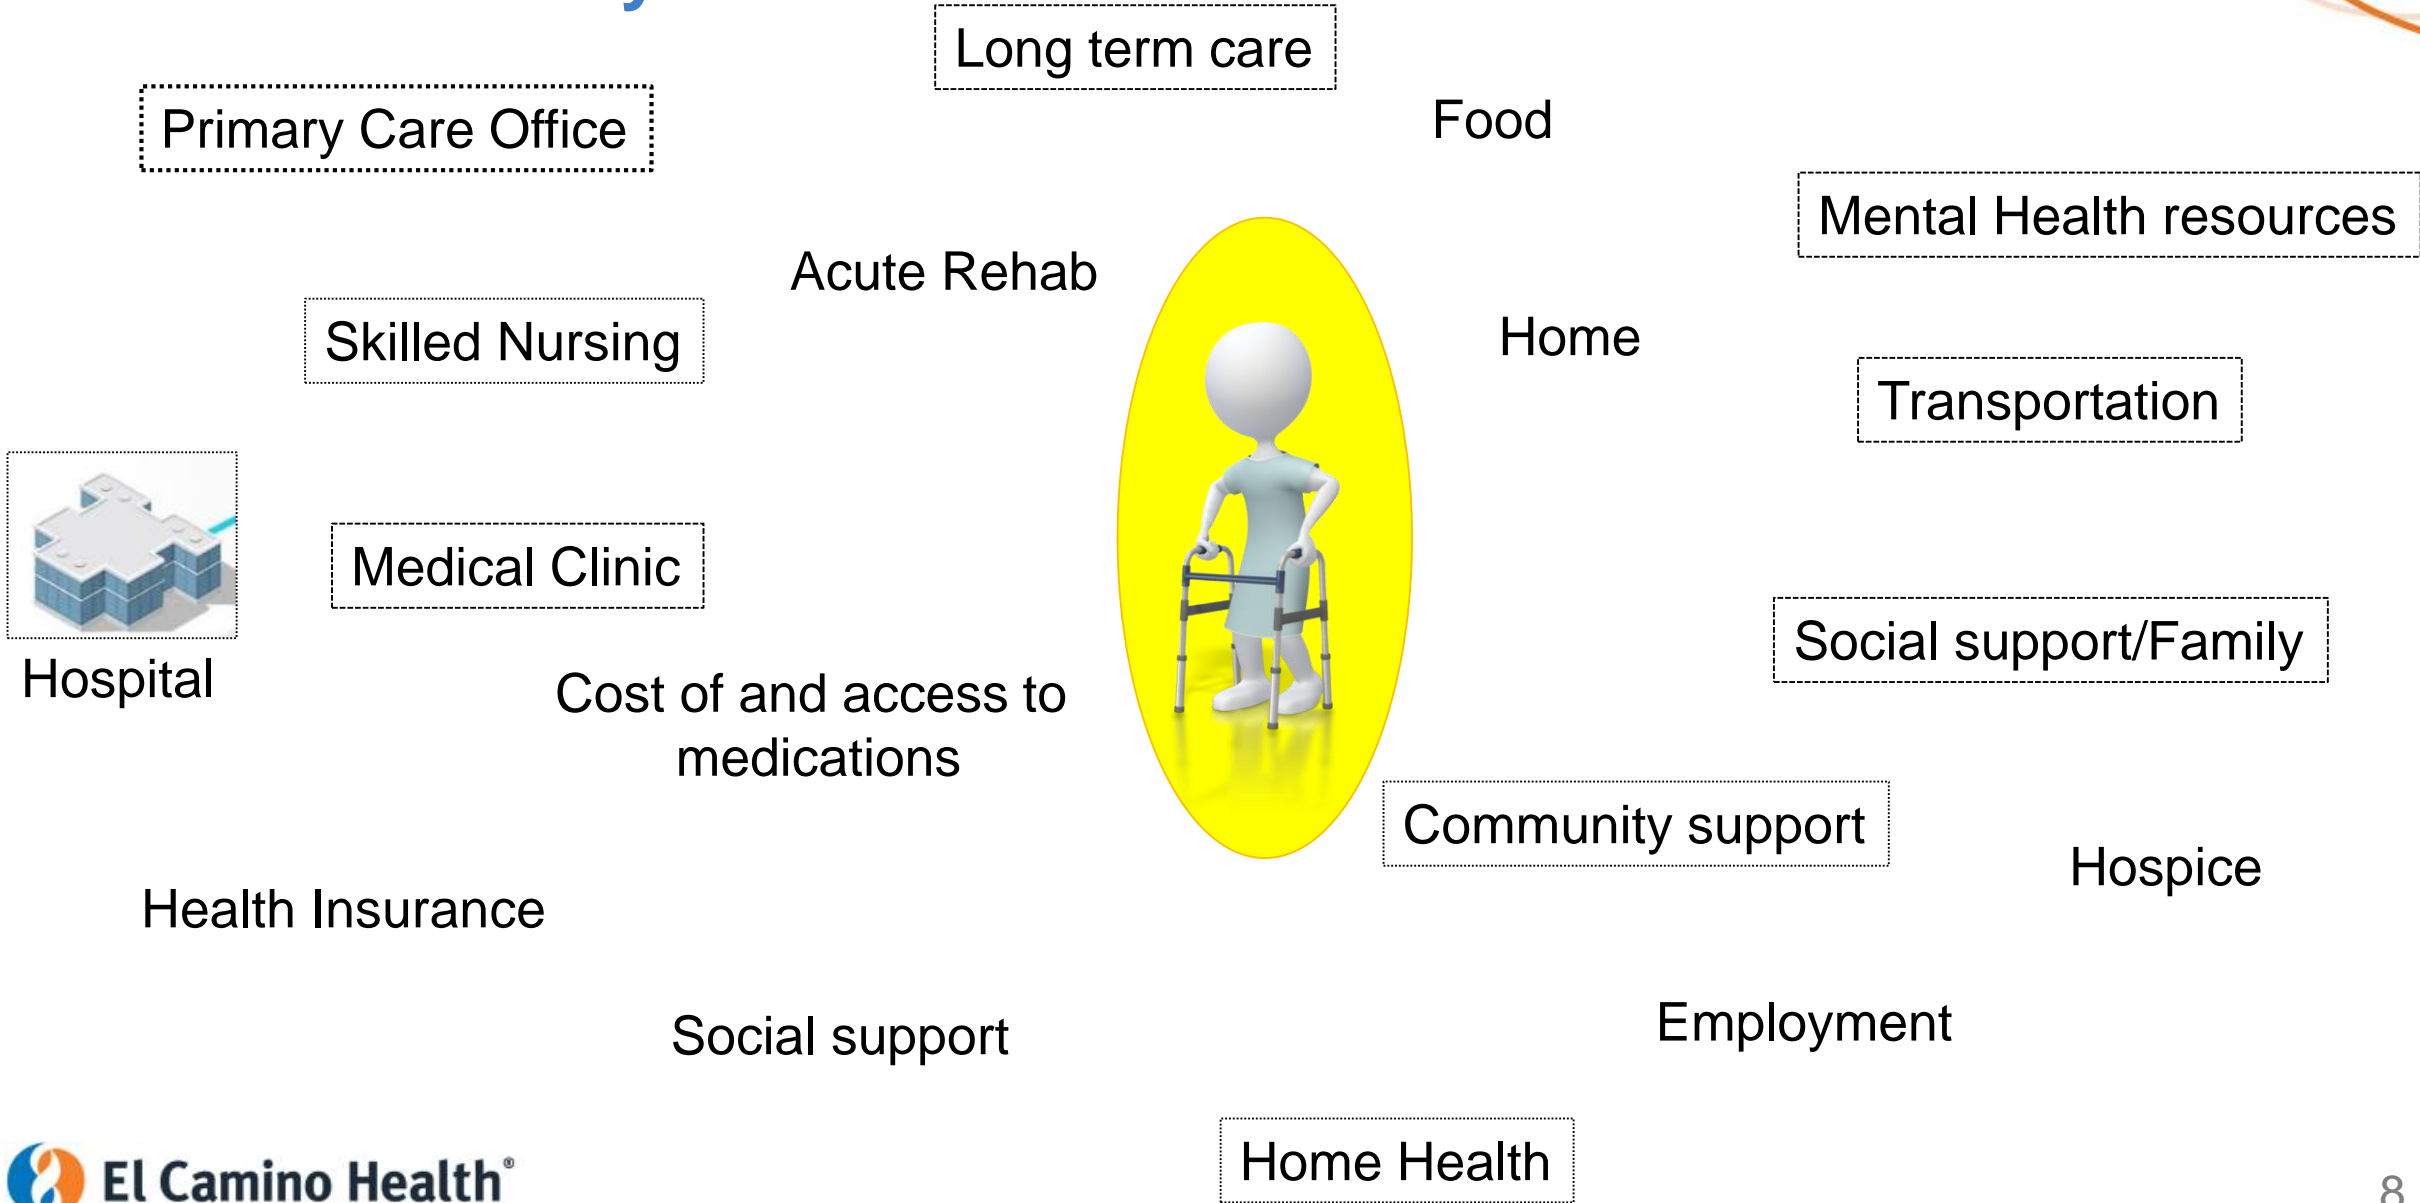 Long term care
Primary Care Office
Food
Mental Health resources
Acute Rehab
Skilled Nursing
Home
Transportation
Medical Clinic
Social support/Family
Hospital
Cost of and access to
medications
Community support
Hospice
Health Insurance
Social support
Employment
Home Health
El Camino Health®
8